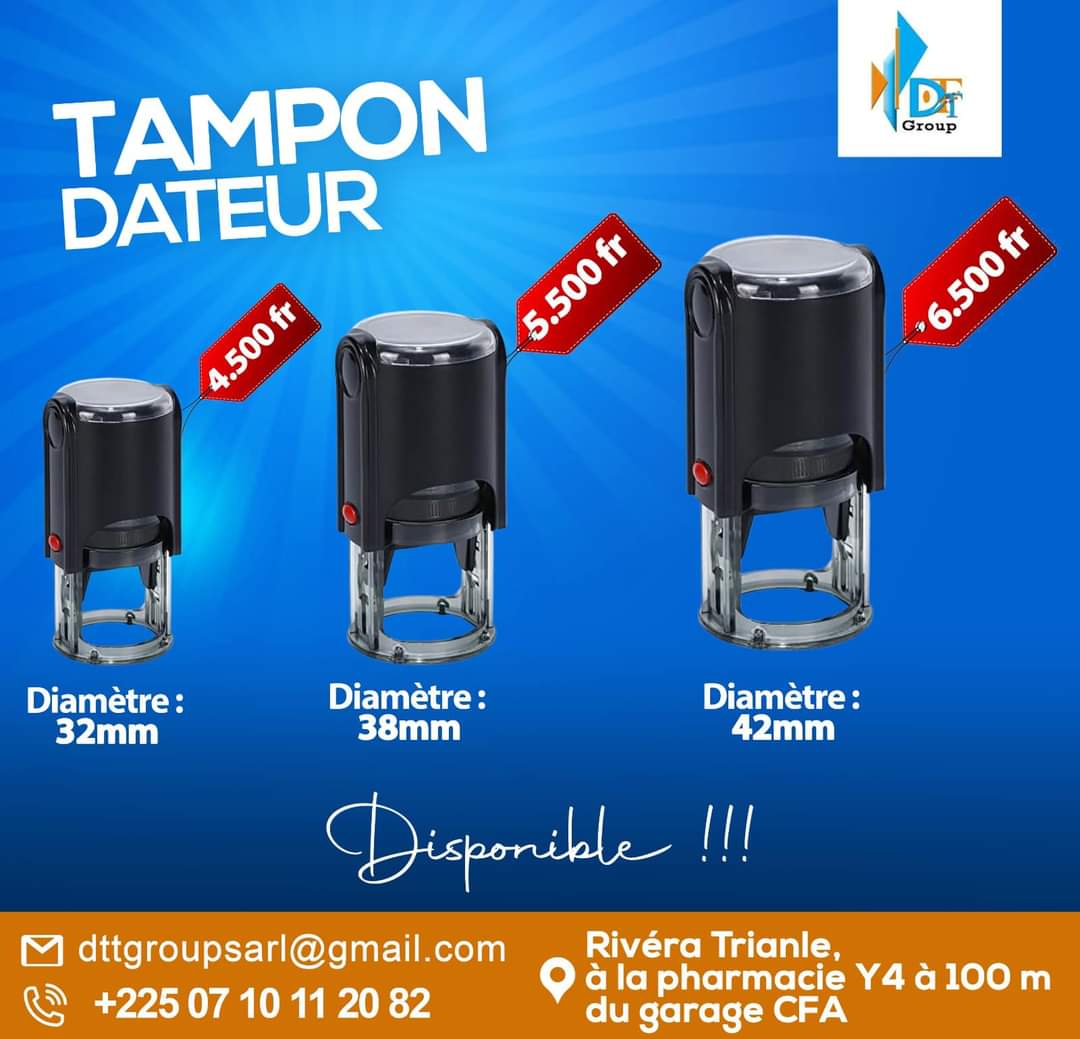 TAMPON
DATEUR
Group
4.500 fr
5.500 fr
6.500 fr
Diamètre :
32mm
Diamètre :
38mm
Diamètre :
42mm
Disponible !!!
dttgroupsarl@gmail.com
+225 07 10 11 20 82
Rivéra Trianle,
à la pharmacie Y4 à 100 m
du garage CFA